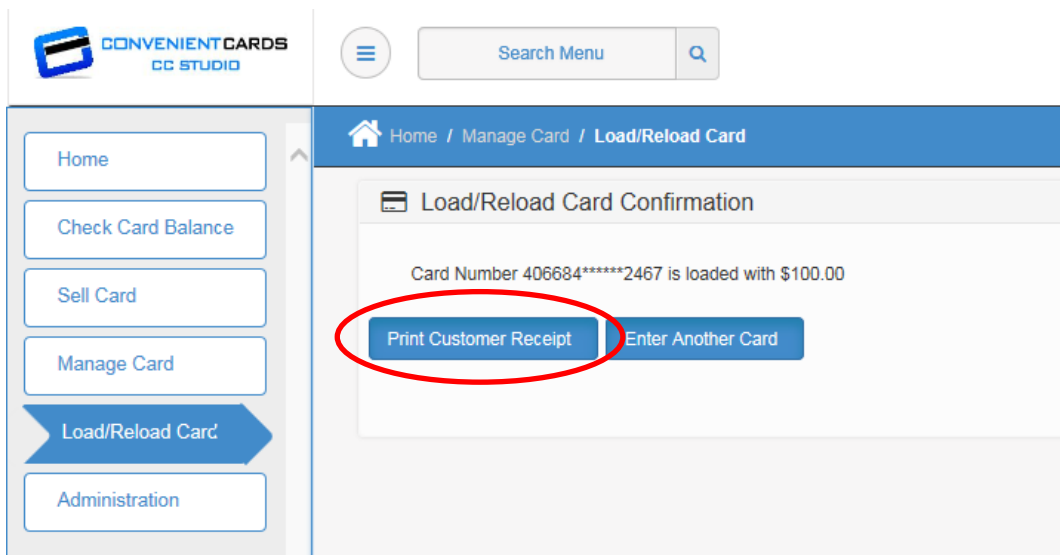 CONVENIENTCARDS
CC STUDIO
Search Menu
Home / Manage Card / Load/Reload Card
Home
Check Card Balance
Sell Card
Manage Card
Load/Reload Card
Administration
Load/Reload Card Confirmation
Card Number 406684******2467 is loaded with $100.00
Print Customer Receipt Enter Another Card